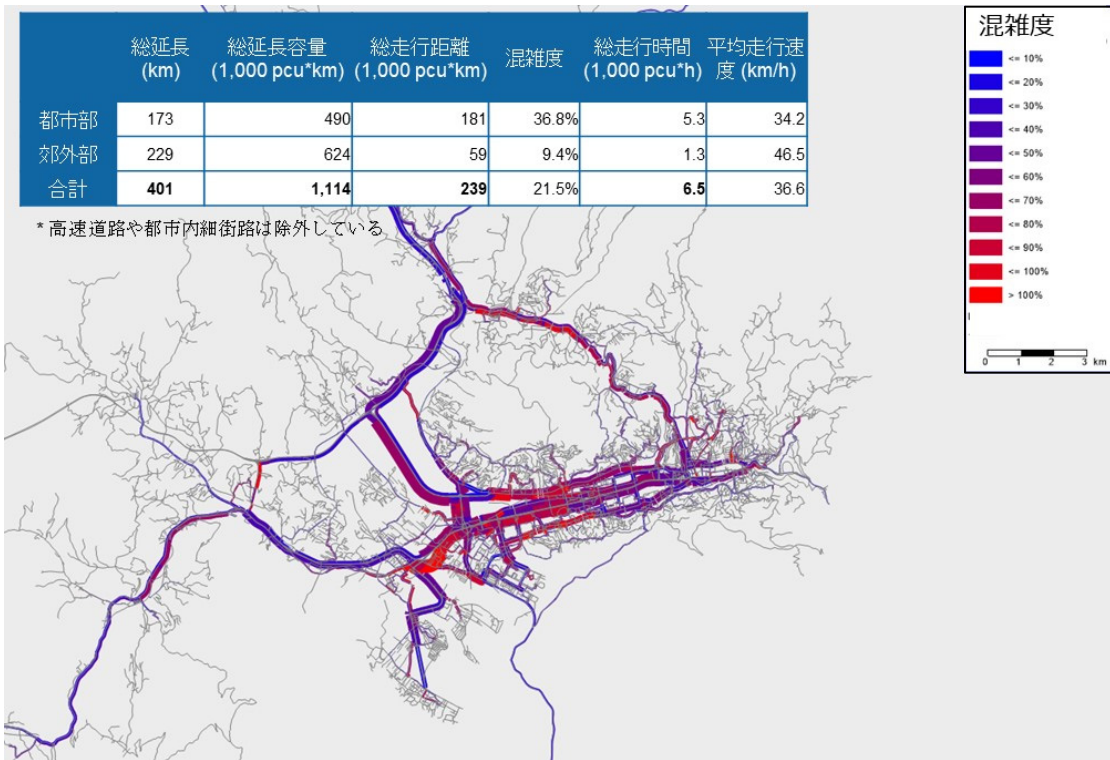 総延長 (km) 総延長容量 (1,000 pcu*km) 総走行距離 (1,000 pcu*km) 混雑度 総走行時間 (1,000 pcu*h) 平均走行速度 (km/h)
都市部 173 490 181 36.8% 5.3 34.2
郊外部 229 624 59 9.4% 1.3 46.5
合計 401 1,114 239 21.5% 6.5 36.6
* 高速道路や都市内細街路は除外している
混雑度
<= 10%
<= 20%
<= 30%
<= 40%
<= 50%
<= 60%
<= 70%
<= 80%
<= 90%
<= 100%
> 100%
0 1 2 3 km